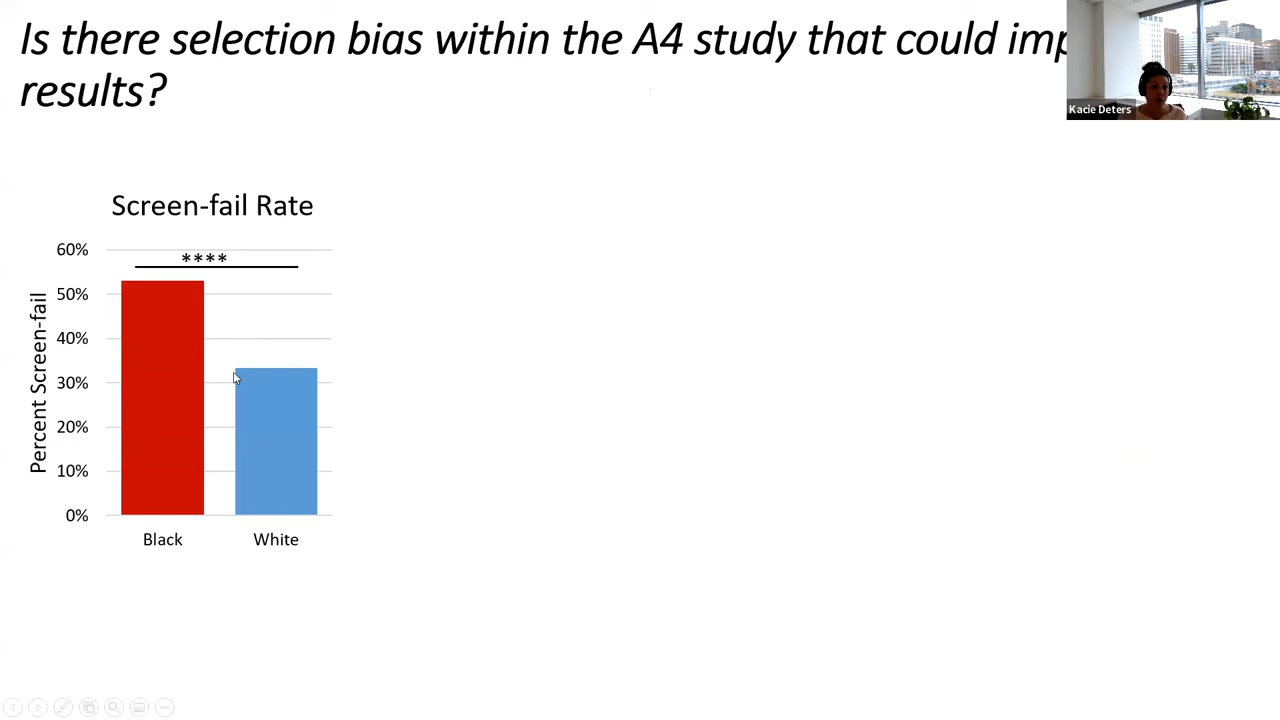 Is there selection bias within the A4 study that could
results?
Kacie Deters
Screen-fail Rate
Percent Screen-fail
60%
50%
40%
30%
20%
10%
0%
****
Black
White